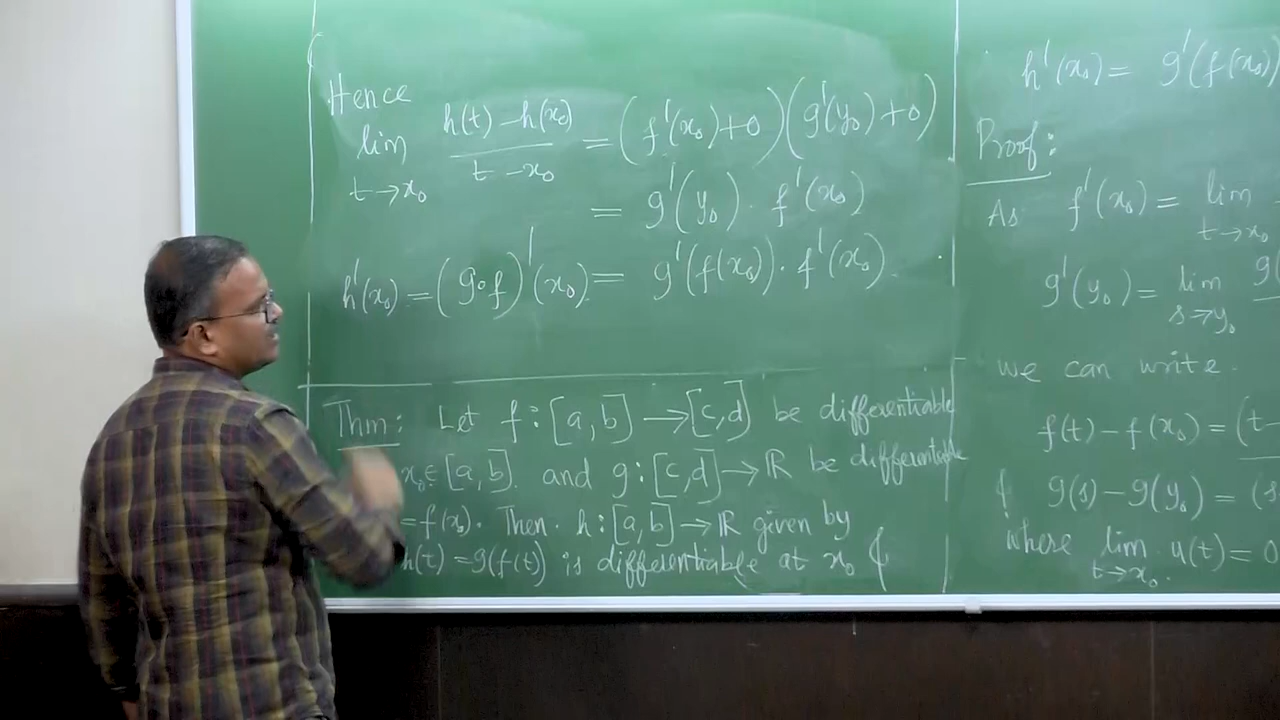 Hence
lim t→x₀ h(t) – h(x₀) / t – x₀ = (f'(x₀)+0)(g'(y₀)+0)
= g'(y₀) · f'(x₀)
h'(x₀) = (g∘f)'(x₀) = g'(f(x₀)) · f'(x₀).
Thm: Let f : [a, b] → [c, d] be differentiable
x₀ ∈ [a, b] and g : [c, d] → ℝ be differentiable
= f(x₀). Then h : [a, b] → ℝ given by
h(t) = g(f(t)) is differentiable at x₀ &
h'(x₀) = g'(f(x₀))
Proof:
As f'(x₀) = lim t→x₀
g'(y₀) = lim s→y₀
we can write.
f(t) – f(x₀) = (t–
& g(s) – g(y₀) = (s
where lim t→x₀. u(t) = 0